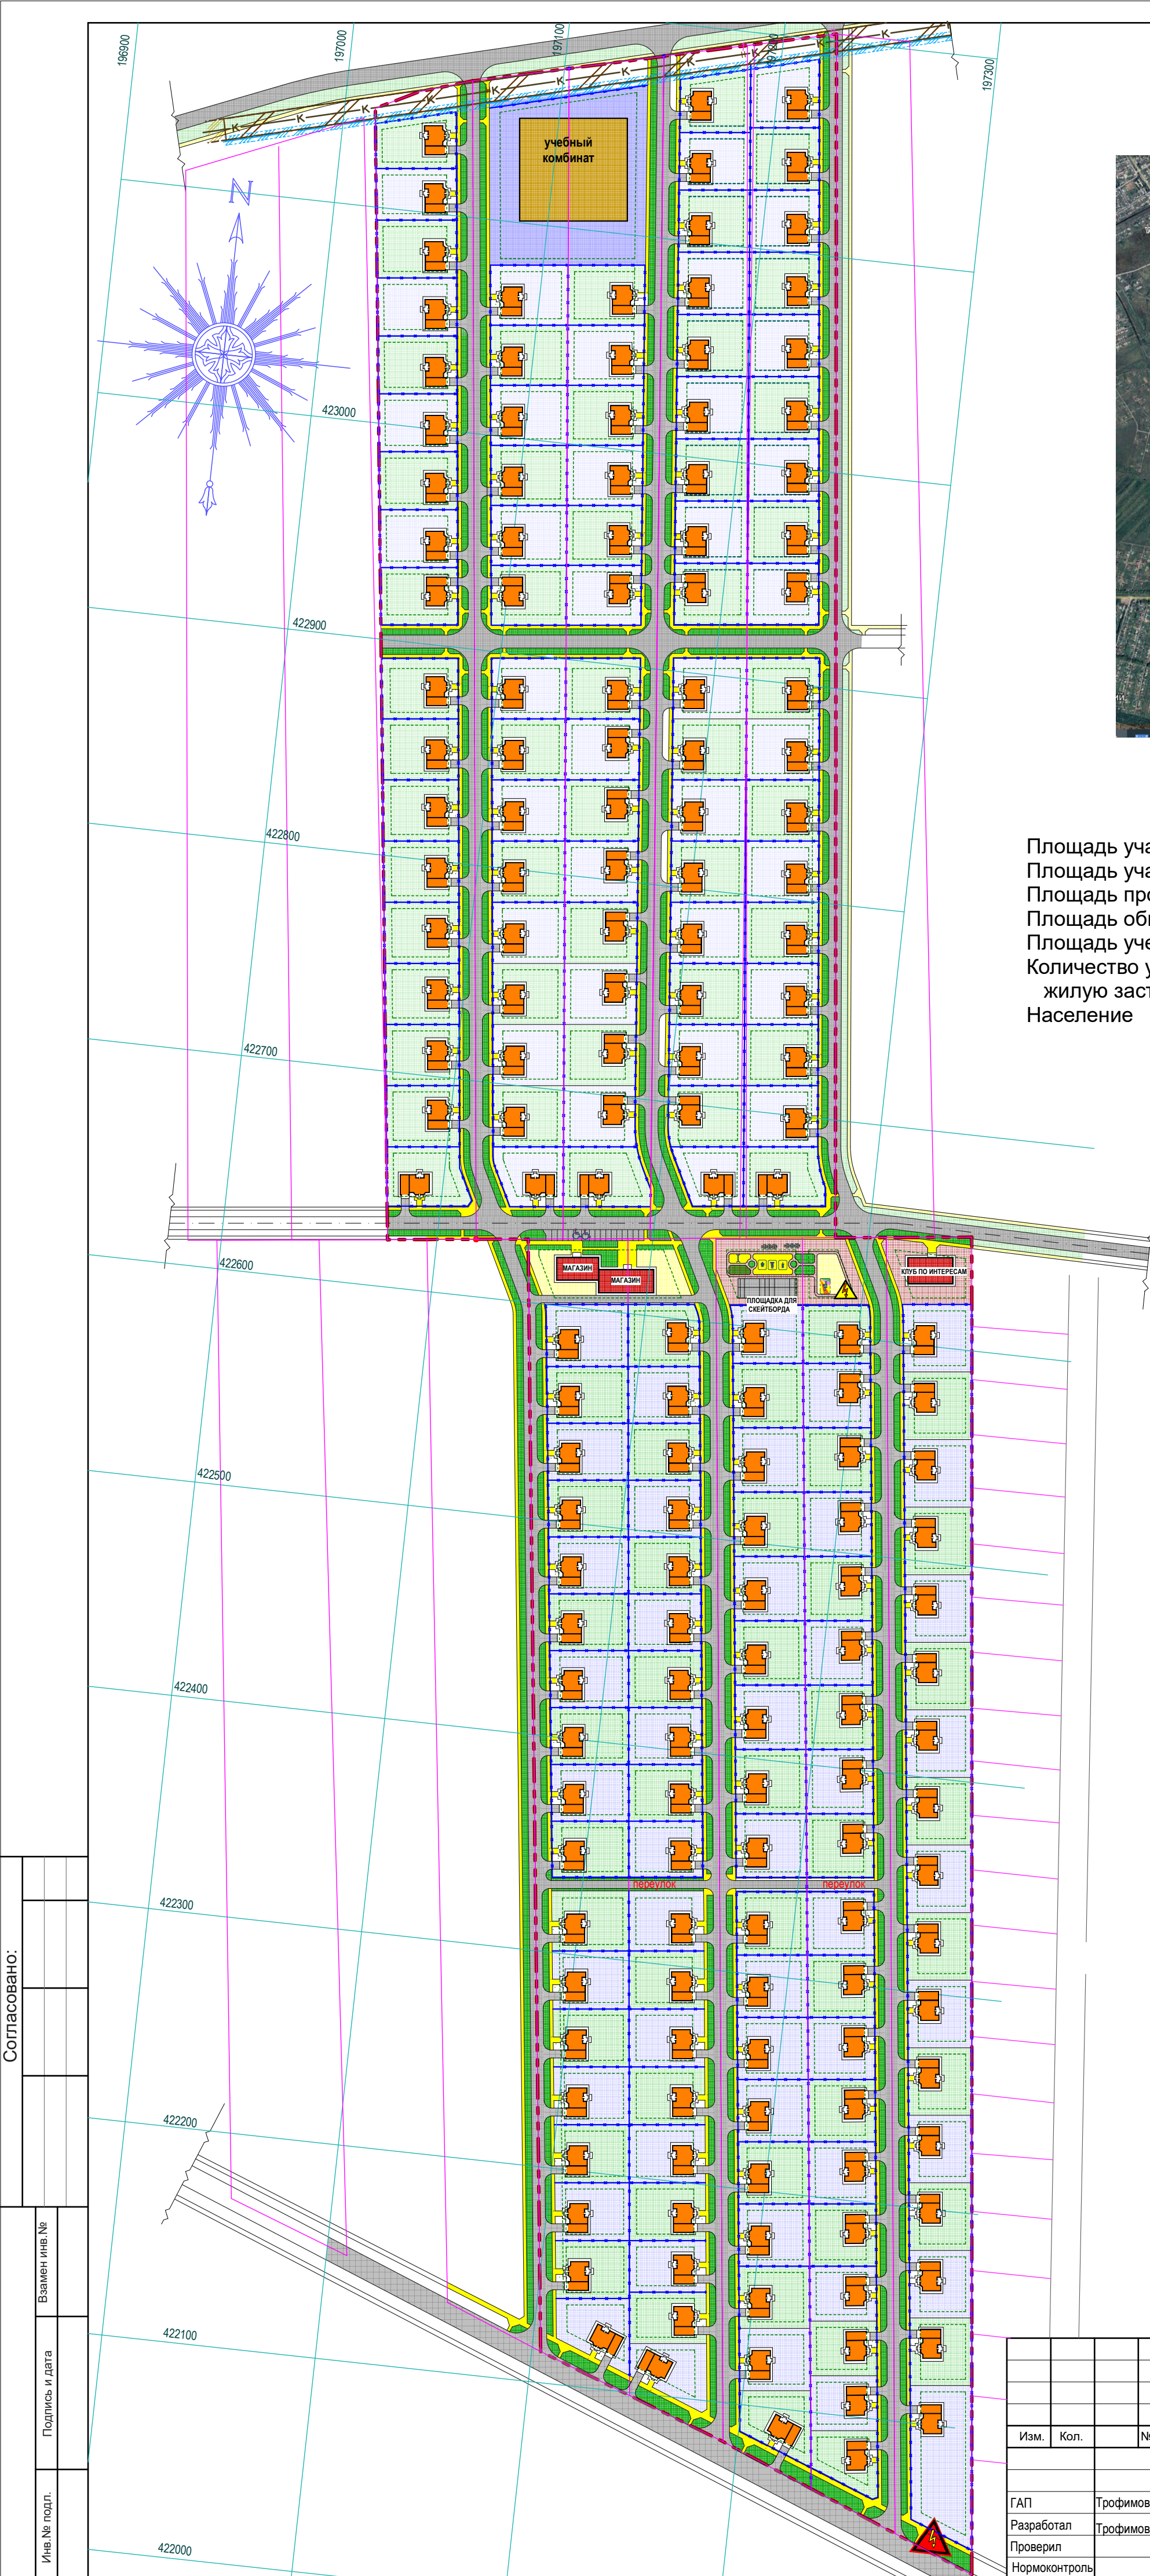 196900
197000
197100
197300
К
К
К
К
К
К
К
К
К
К
учебный
комбинат
N
423000
422900
422800
Площадь уча
Площадь уча
Площадь про
Площадь
Площадь уче
Количество у
жилую заст
Население
422700
422600
МАГАЗИН
МАГАЗИН
ПЛОЩАДКА ДЛЯ
СКЕЙТБОРДА
КЛУБ ПО ИНТЕРЕСАМ
422500
422400
переулок
переулок
422300
422200
422100
422000
Согласовано:
Взамен инв.№
Подпись и дата
Инв.№ подл.
Изм. Кол. №
ГАП Трофимов
Разработал Трофимов
Проверил
Нормоконтроль